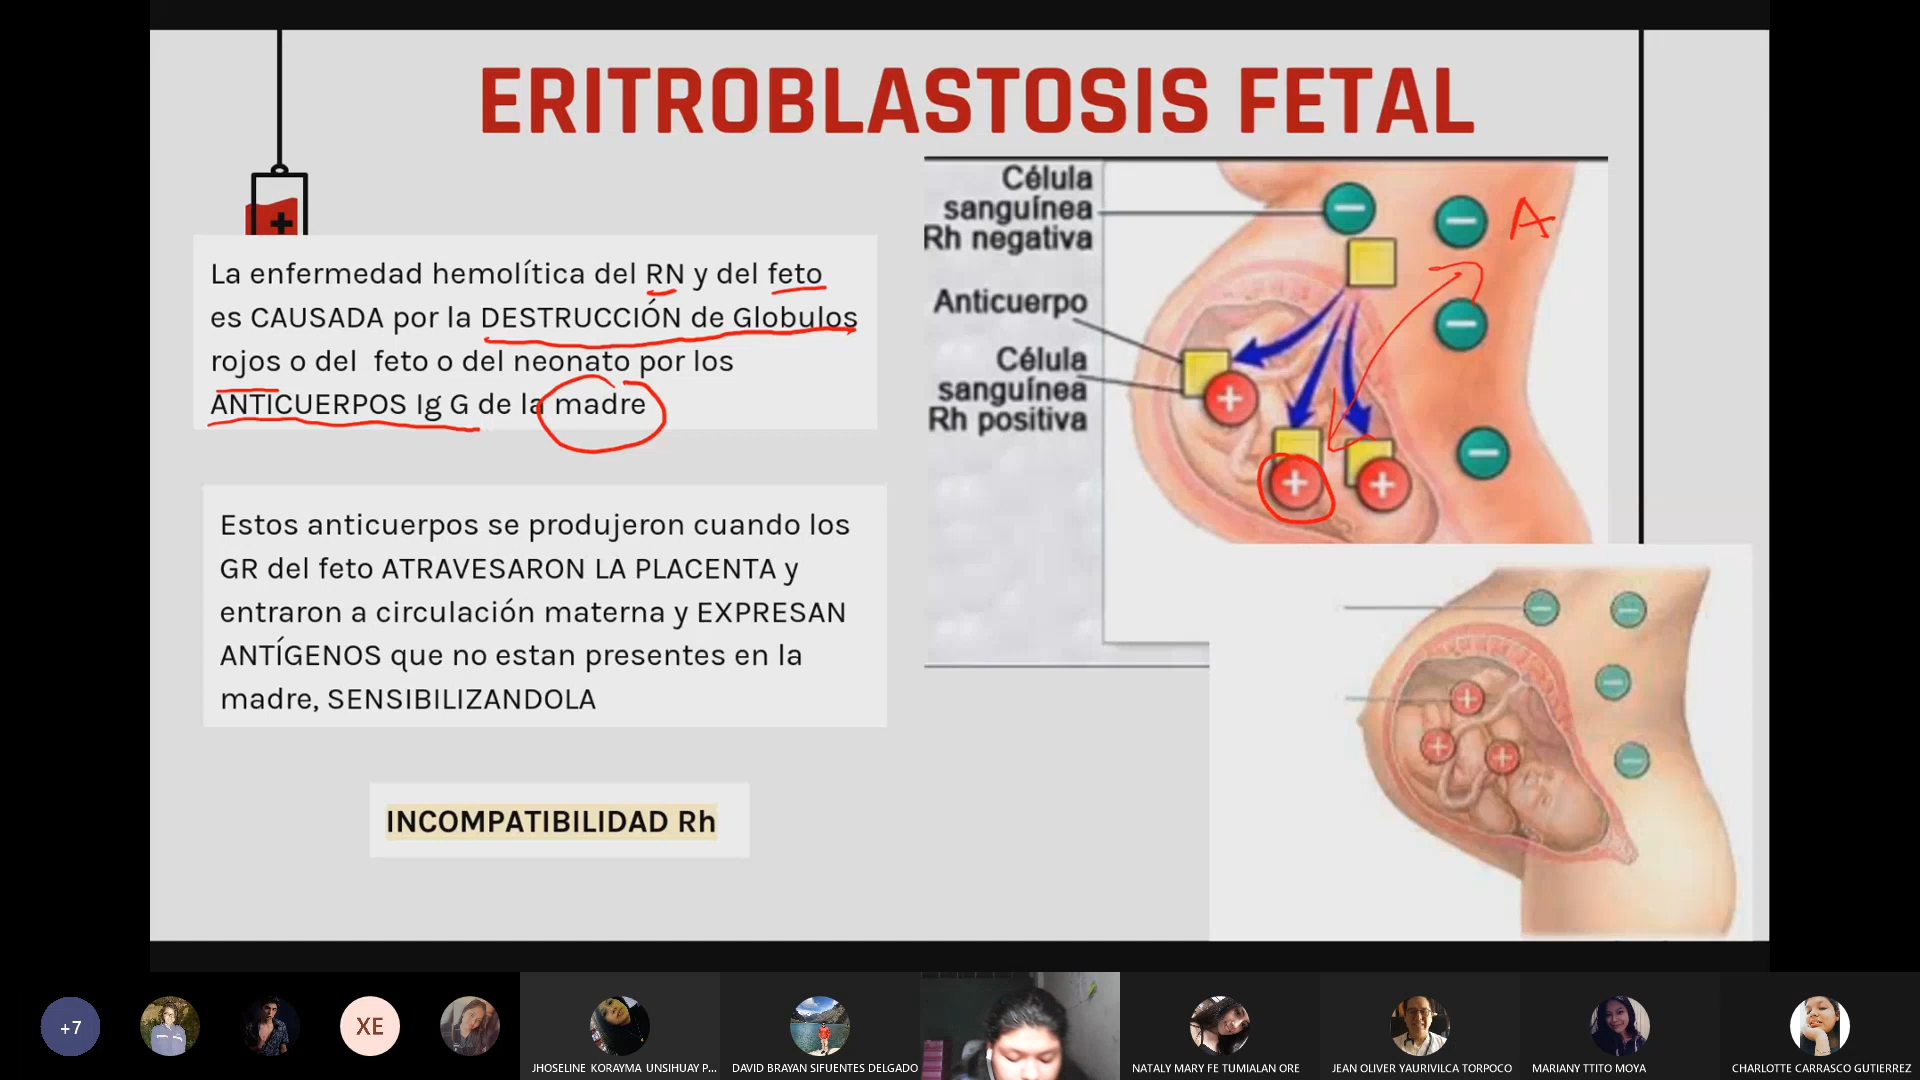 ERITROBLASTOSIS FETAL
La enfermedad hemolítica del RN y del feto
es CAUSADA por la DESTRUCCIÓN de Globulos
rojos o del feto o del neonato por los
ANTICUERPOS Ig G de la madre
Estos anticuerpos se produjeron cuando los
GR del feto ATRAVESARON LA PLACENTA y
entraron a circulación materna y EXPRESAN
ANTÍGENOS que no estan presentes en la
madre, SENSIBILIZANDOLA
INCOMPATIBILIDAD Rh
Célula
sanguínea
Rh negativa
Anticuerpo
Célula
sanguínea
Rh positiva
A
+7
XE
JHOSELINE KORAYMA UNSIHUAY P...
DAVID BRAYAN SIFUENTES DELGADO
NATALY MARY FE TUMIALAN ORE
JEAN OLIVER YAURIVILCA TORPOCO
MARIANY TTITO MOYA
CHARLOTTE CARRASCO GUTIERREZ